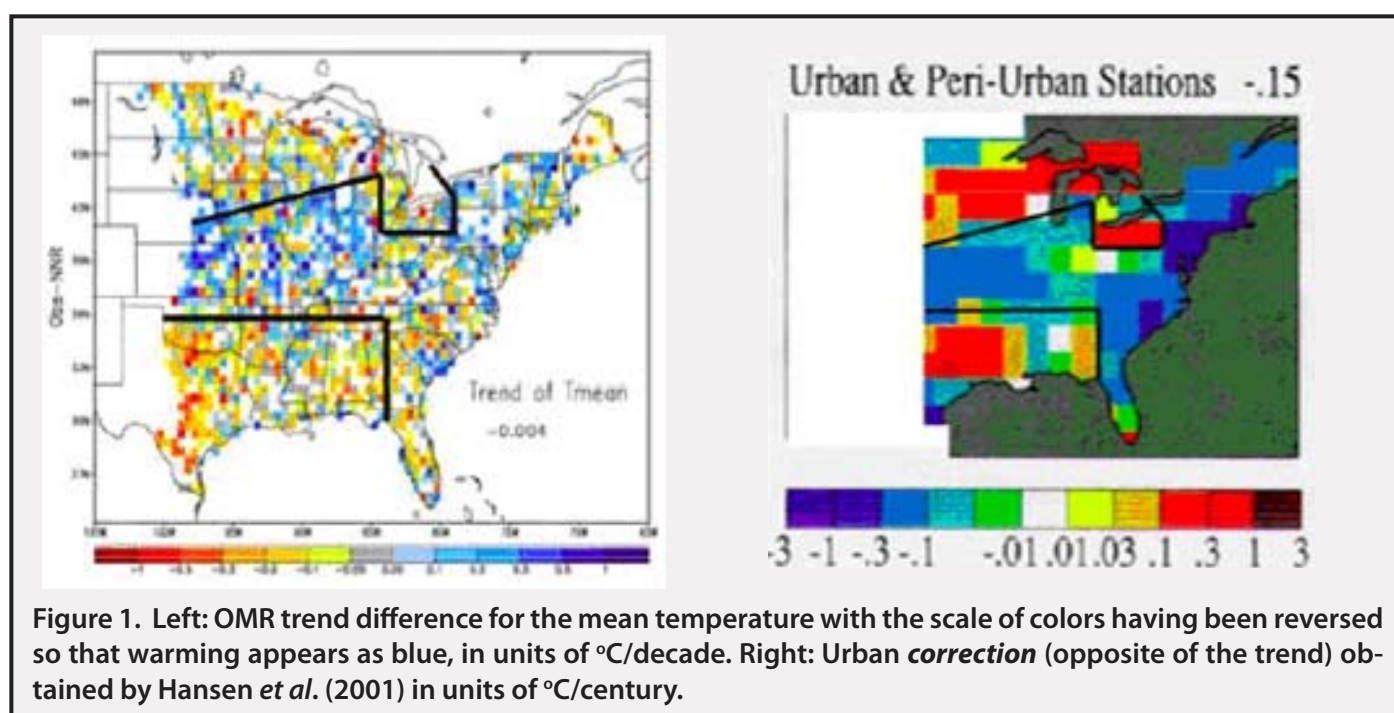 Urban & Peri-Urban Stations -.15
Obs-NNR
Trend of Tmean
-0.004
-3 -1 -.3 -.1 -.01 .01 .03 .1 .3 1 3
Figure 1. Left: OMR trend difference for the mean temperature with the scale of colors having been reversed
so that warming appears as blue, in units of °C/decade. Right: Urban correction (opposite of the trend) ob-
tained by Hansen et al. (2001) in units of °C/century.